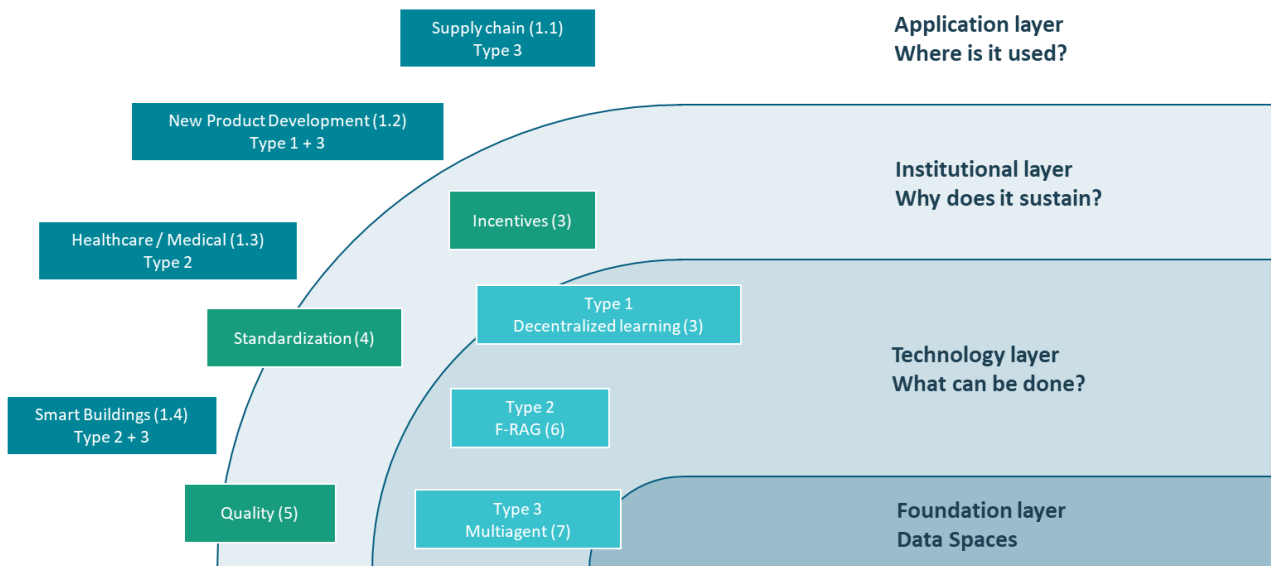 Supply chain (1.1)
Type 3
Application layer
Where is it used?
New Product Development (1.2)
Type 1 + 3
Institutional layer
Why does it sustain?
Incentives (3)
Healthcare / Medical (1.3)
Type 2
Type 1
Decentralized learning (3)
Standardization (4)
Technology layer
What can be done?
Smart Buildings (1.4)
Type 2 + 3
Type 2
F-RAG (6)
Quality (5)
Type 3
Multiagent (7)
Foundation layer
Data Spaces